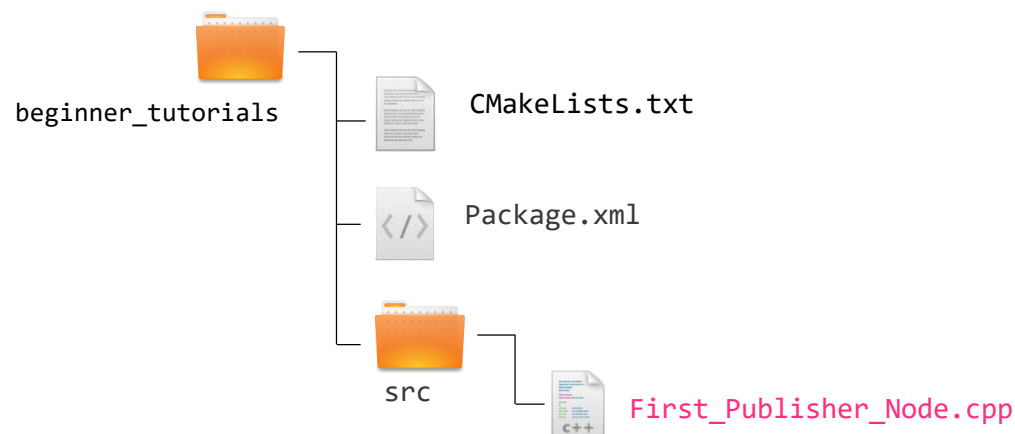 beginner_tutorials
CMakeLists.txt
</>
Package.xml
src
c++
First_Publisher_Node.cpp